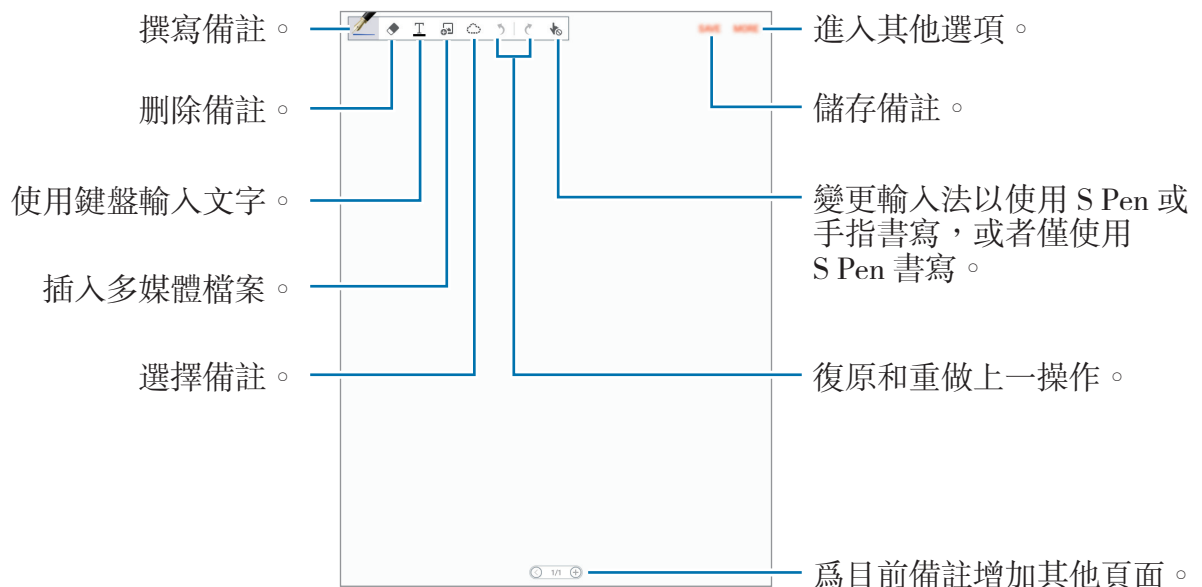 撰寫備註。
SAVE MORE
進入其他選項。
刪除備註。
儲存備註。
使用鍵盤輸入文字。
變更輸入法以使用 S Pen 或
手指書寫，或者僅使用
S Pen 書寫。
插入多媒體檔案。
選擇備註。
復原和重做上一操作。
1/1
爲目前備註增加其他頁面。